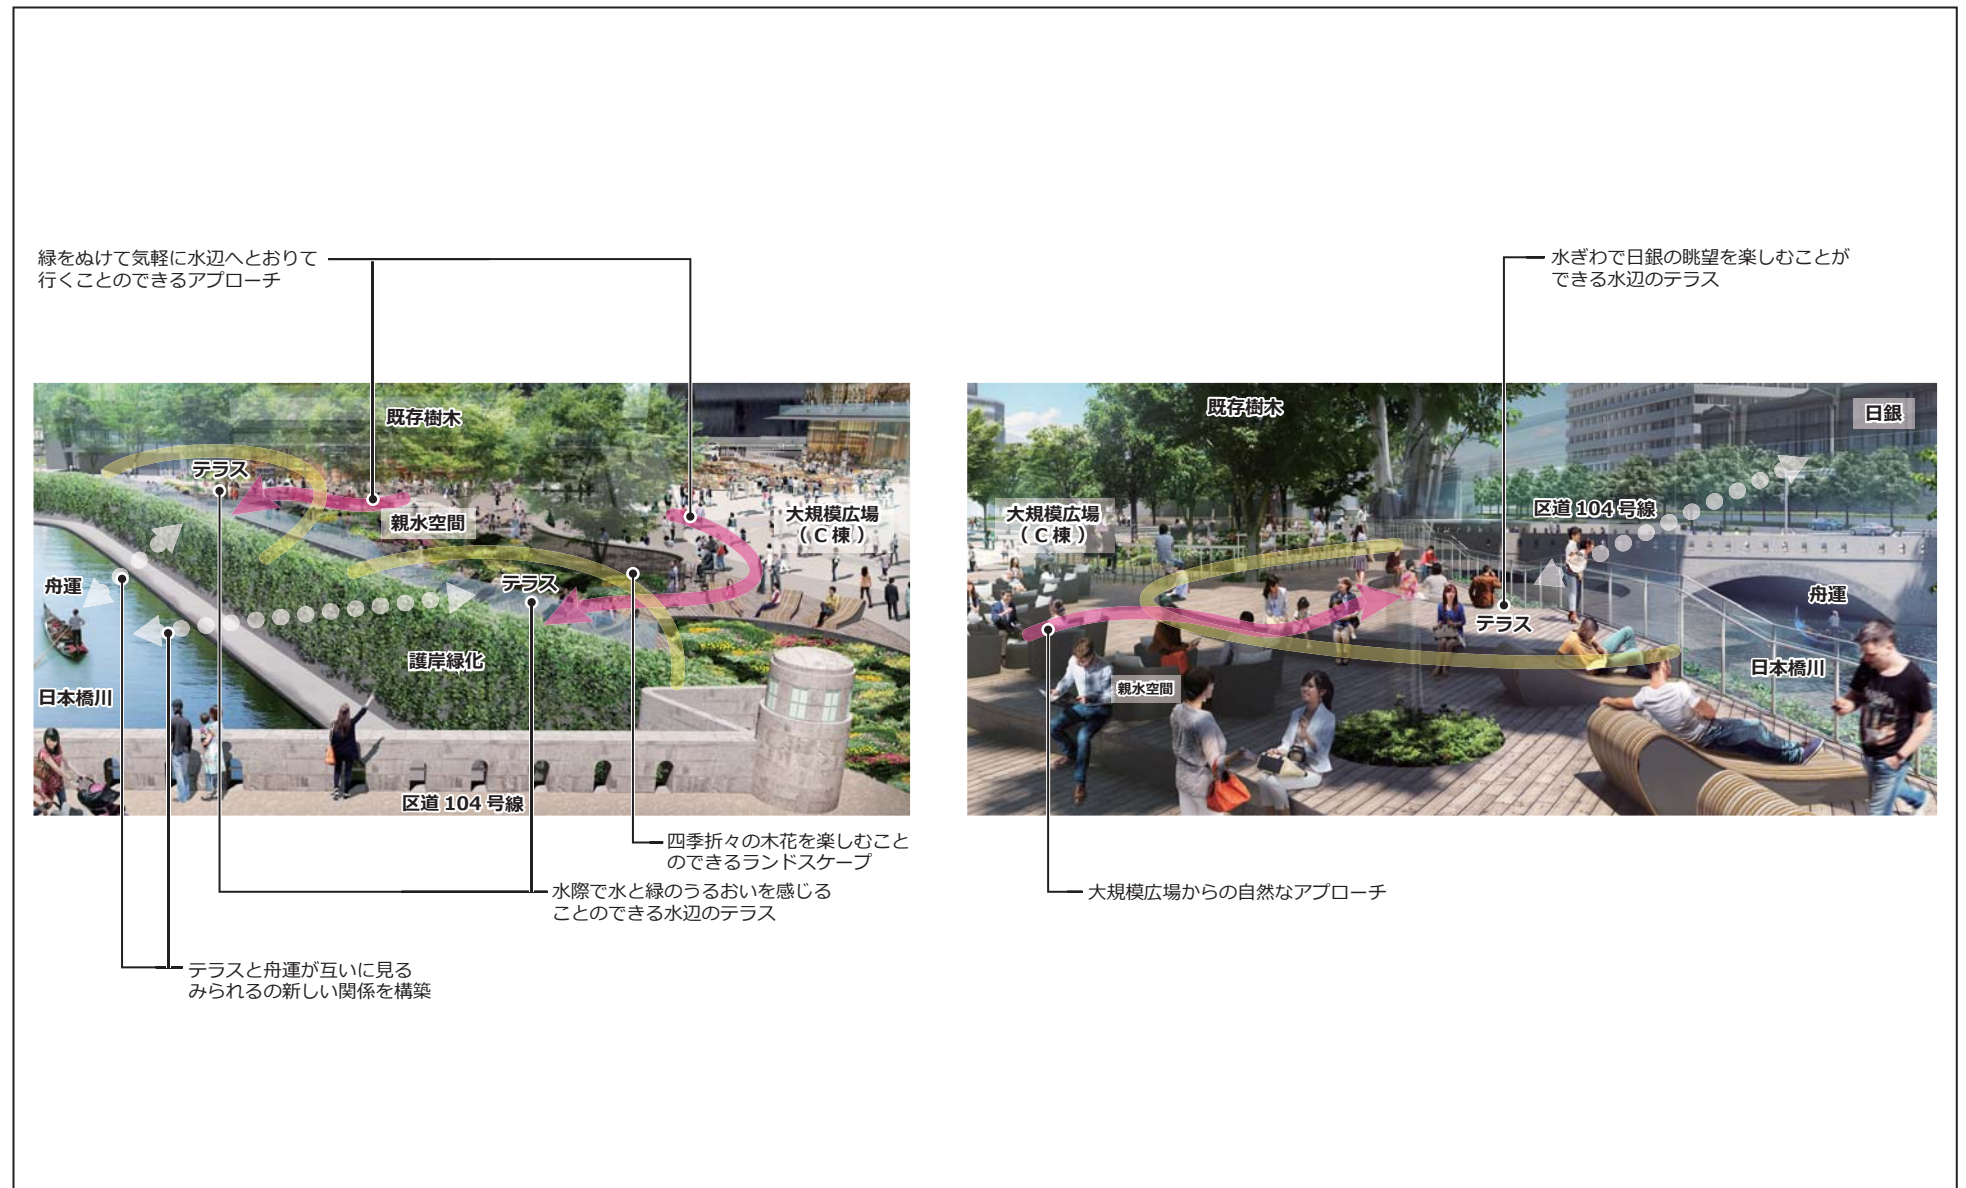 緑をぬけて気軽に水辺へとおりて
行くことのできるアプローチ
既存樹木
テラス
親水空間
大規模広場
（C棟）
舟運
テラス
護岸緑化
日本橋川
区道 104 号線
四季折々の木花を楽しむこと
のできるランドスケープ
水際で水と緑のうるおいを感じる
ことのできる水辺のテラス
テラスと舟運が互いに見る
みられるの新しい関係を構築
水ぎわで日銀の眺望を楽しむことが
できる水辺のテラス
既存樹木
日銀
大規模広場
（C棟）
区道 104 号線
舟運
テラス
日本橋川
親水空間
大規模広場からの自然なアプローチ